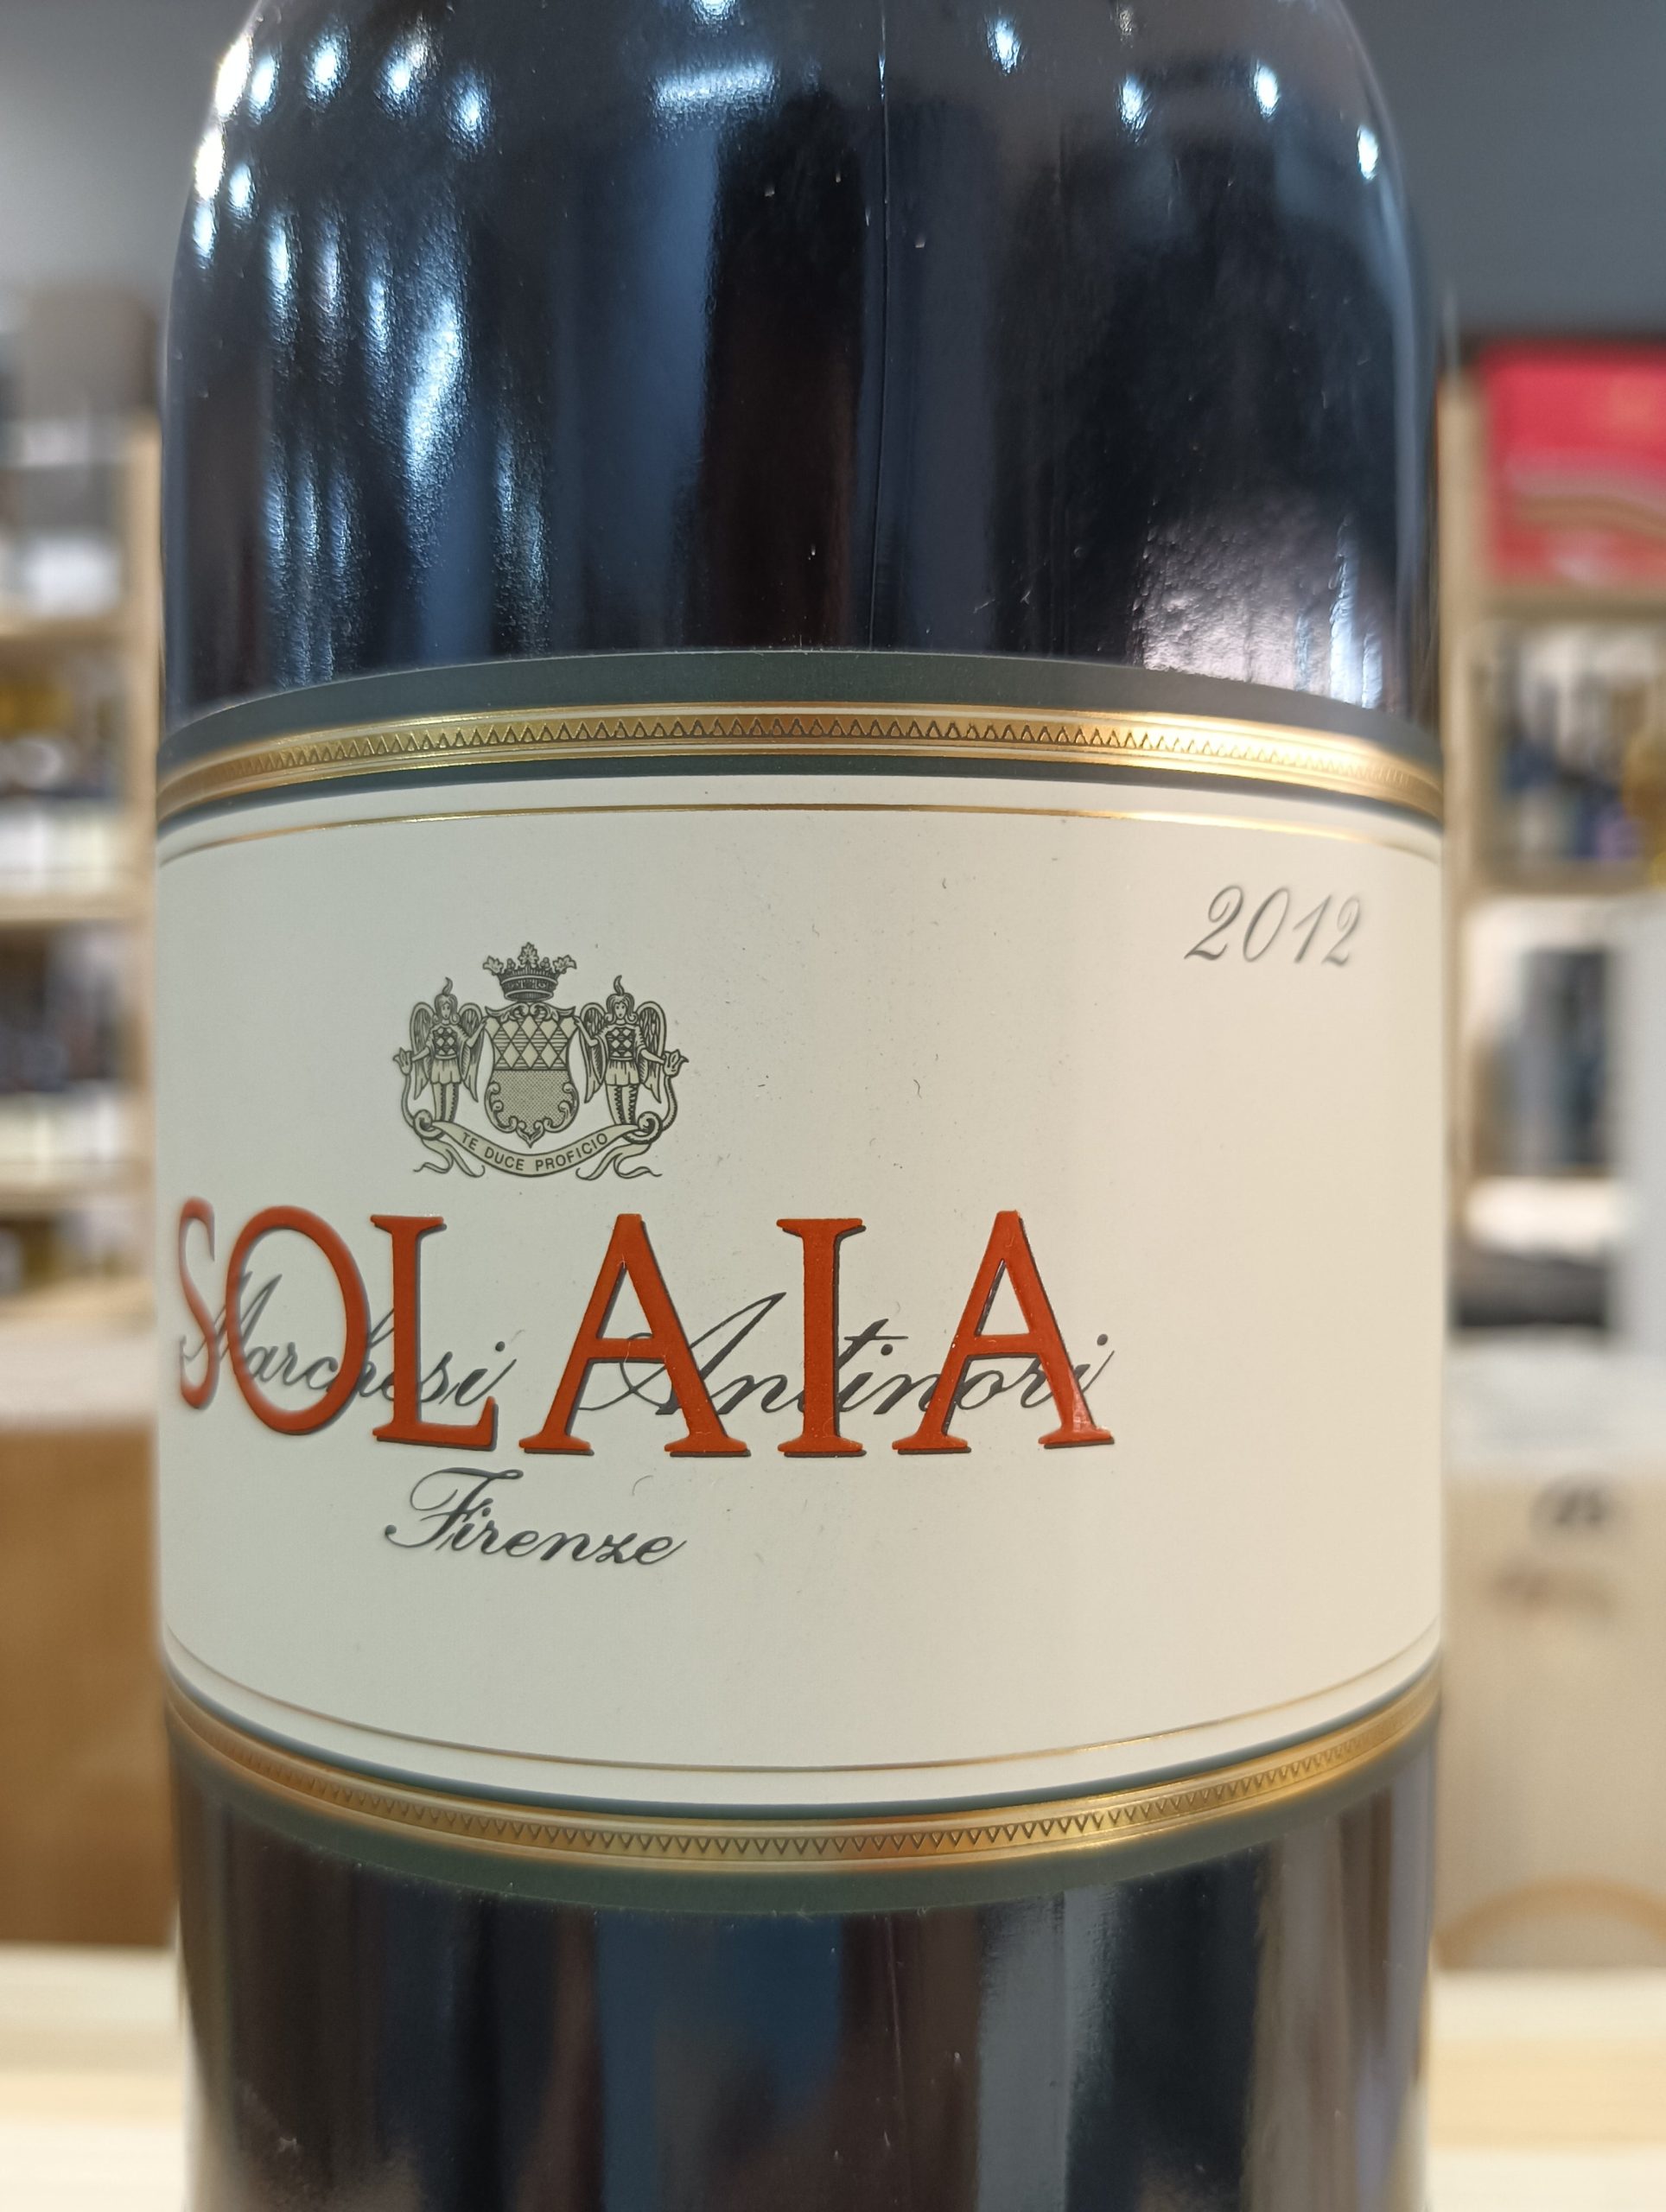 2012
TE DUCE PROFICIO
SOLAIA
Marchesi Antinori
Firenze